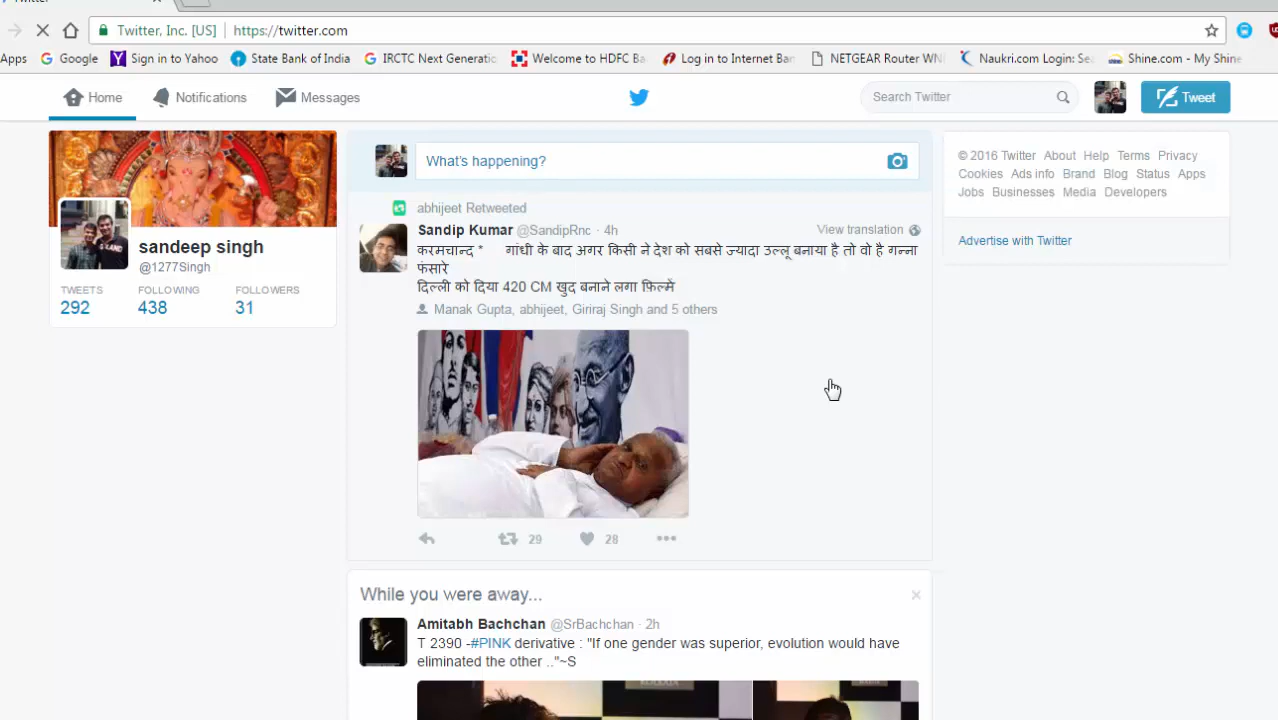 Twitter, Inc. [US] https://twitter.com
Apps Google Sign in to Yahoo State Bank of India IRCTC Next Generatio Welcome to HDFC Ba Log in to Internet Ban NETGEAR Router WN Naukri.com Login: Se Shine.com - My Shine
Home Notifications Messages Search Twitter Tweet
What's happening?
sandeep singh
@1277Singh
TWEETS FOLLOWING FOLLOWERS
292 438 31
abhijeet Retweeted
Sandip Kumar @SandipRnc · 4h View translation
करमचान्द * गांधी के बाद अगर किसी ने देश को सबसे ज्यादा उल्लू बनाया है तो वो है गन्ना
फंसारे
दिल्ली को दिया 420 CM खुद बनाने लगा फ़िल्में
Manak Gupta, abhijeet, Giriraj Singh and 5 others
29 28
While you were away...
Amitabh Bachchan @SrBachchan · 2h
T 2390 -#PINK derivative : "If one gender was superior, evolution would have
eliminated the other .."~S
© 2016 Twitter About Help Terms Privacy
Cookies Ads info Brand Blog Status Apps
Jobs Businesses Media Developers
Advertise with Twitter